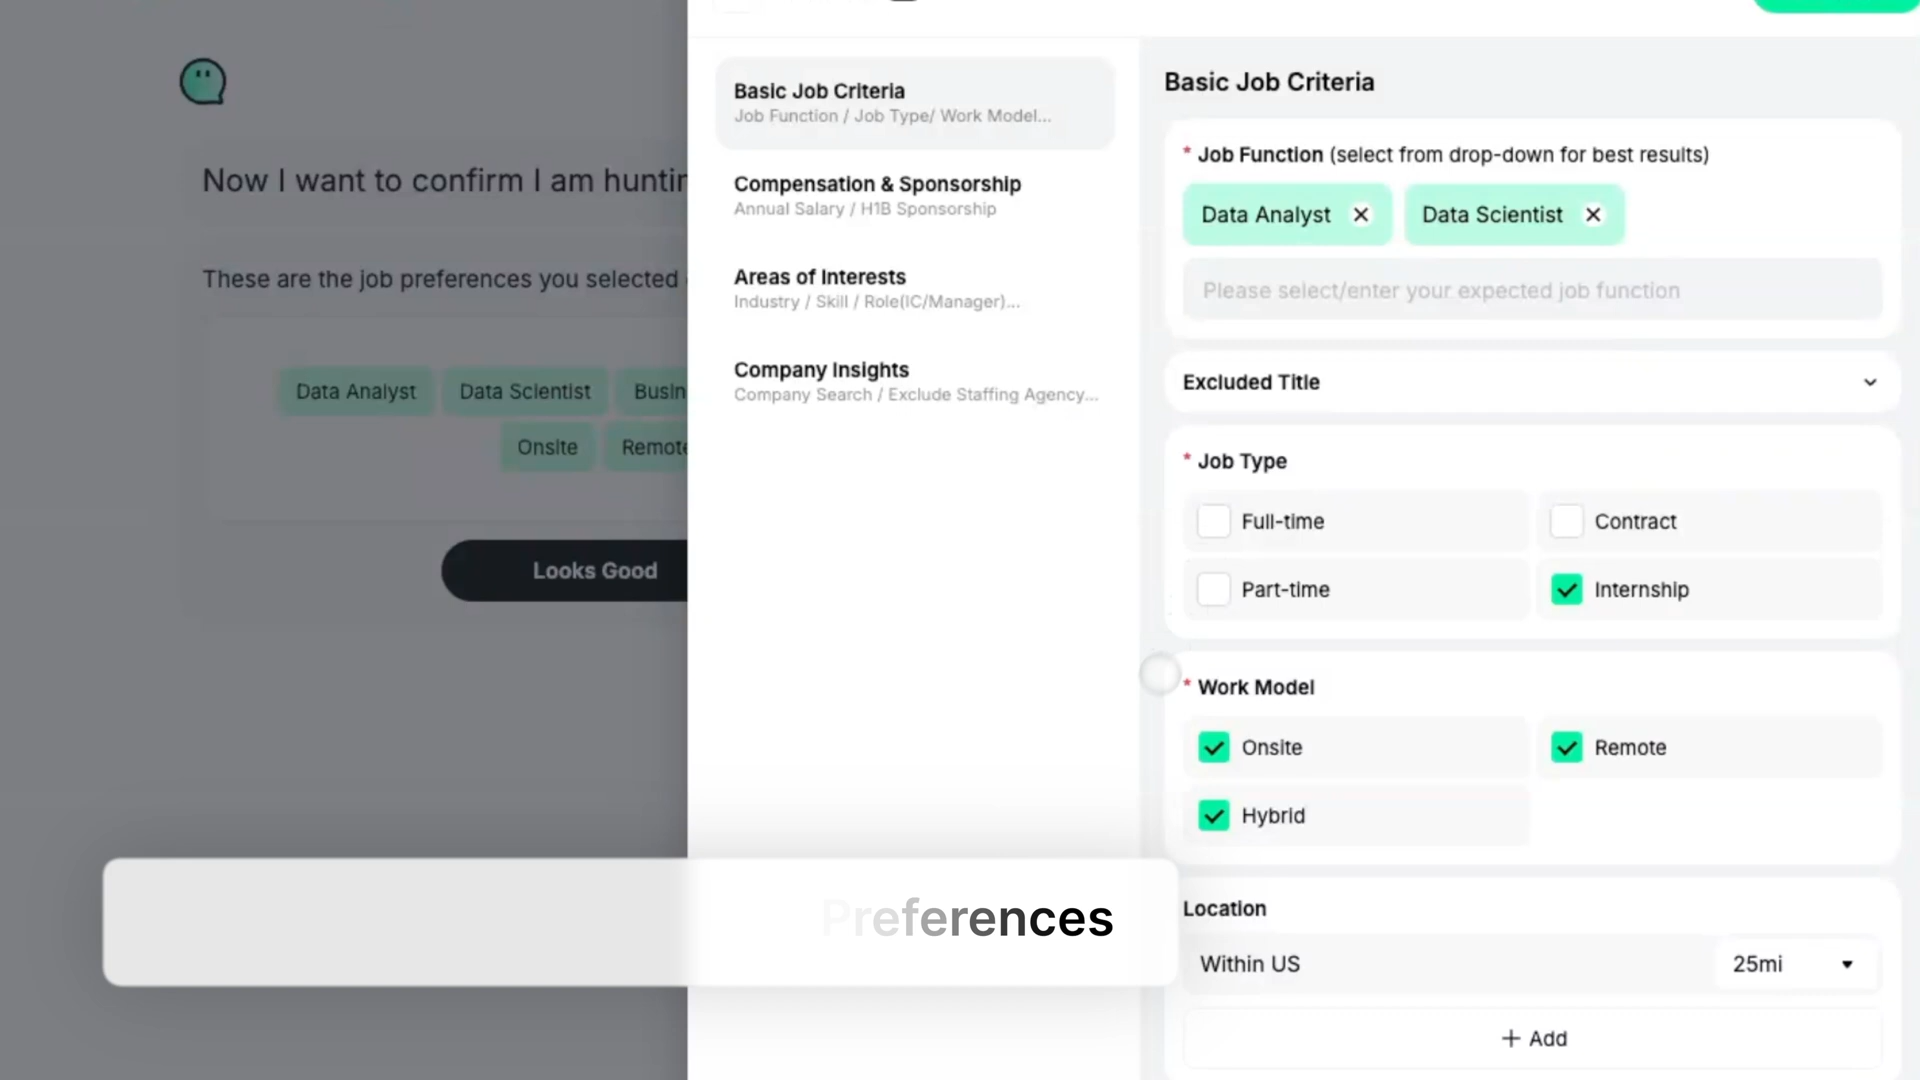 Now I want to confirm I am huntin
These are the job preferences you selected
Data Analyst Data Scientist Busin
Onsite Remote
Looks Good
Basic Job Criteria
Job Function / Job Type/ Work Model...
Compensation & Sponsorship
Annual Salary / H1B Sponsorship
Areas of Interests
Industry / Skill / Role(IC/Manager)...
Company Insights
Company Search / Exclude Staffing Agency...
Basic Job Criteria
* Job Function (select from drop-down for best results)
Data Analyst Data Scientist
Please select/enter your expected job function
Excluded Title
* Job Type
Full-time Contract
Part-time Internship
* Work Model
Onsite Remote
Hybrid
Location
Within US 25mi
+ Add
Preferences